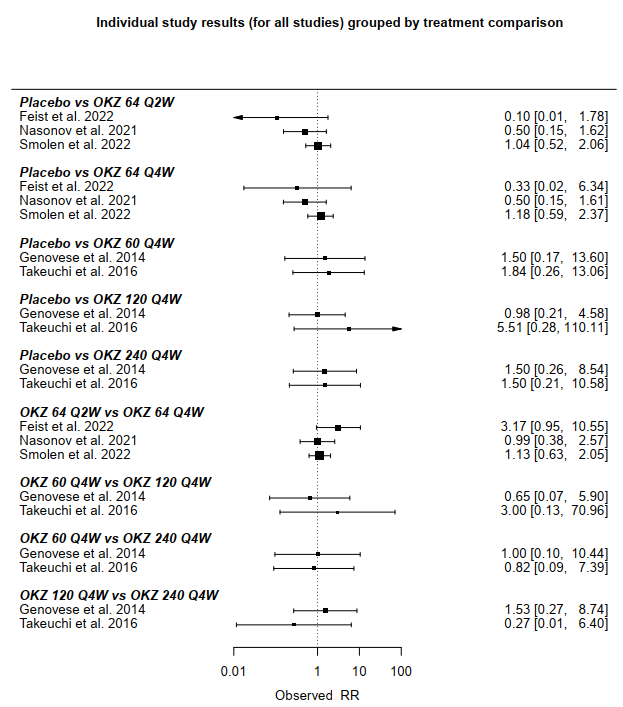 Individual study results (for all studies) grouped by treatment comparison
Placebo vs OKZ 64 Q2W
Feist et al. 2022 0.10 [0.01, 1.78]
Nasonov et al. 2021 0.50 [0.15, 1.62]
Smolen et al. 2022 1.04 [0.52, 2.06]
Placebo vs OKZ 64 Q4W
Feist et al. 2022 0.33 [0.02, 6.34]
Nasonov et al. 2021 0.50 [0.15, 1.61]
Smolen et al. 2022 1.18 [0.59, 2.37]
Placebo vs OKZ 60 Q4W
Genovese et al. 2014 1.50 [0.17, 13.60]
Takeuchi et al. 2016 1.84 [0.26, 13.06]
Placebo vs OKZ 120 Q4W
Genovese et al. 2014 0.98 [0.21, 4.58]
Takeuchi et al. 2016 5.51 [0.28, 110.11]
Placebo vs OKZ 240 Q4W
Genovese et al. 2014 1.50 [0.26, 8.54]
Takeuchi et al. 2016 1.50 [0.21, 10.58]
OKZ 64 Q2W vs OKZ 64 Q4W
Feist et al. 2022 3.17 [0.95, 10.55]
Nasonov et al. 2021 0.99 [0.38, 2.57]
Smolen et al. 2022 1.13 [0.63, 2.05]
OKZ 60 Q4W vs OKZ 120 Q4W
Genovese et al. 2014 0.65 [0.07, 5.90]
Takeuchi et al. 2016 3.00 [0.13, 70.96]
OKZ 60 Q4W vs OKZ 240 Q4W
Genovese et al. 2014 1.00 [0.10, 10.44]
Takeuchi et al. 2016 0.82 [0.09, 7.39]
OKZ 120 Q4W vs OKZ 240 Q4W
Genovese et al. 2014 1.53 [0.27, 8.74]
Takeuchi et al. 2016 0.27 [0.01, 6.40]
0.01 1 10 100
Observed RR